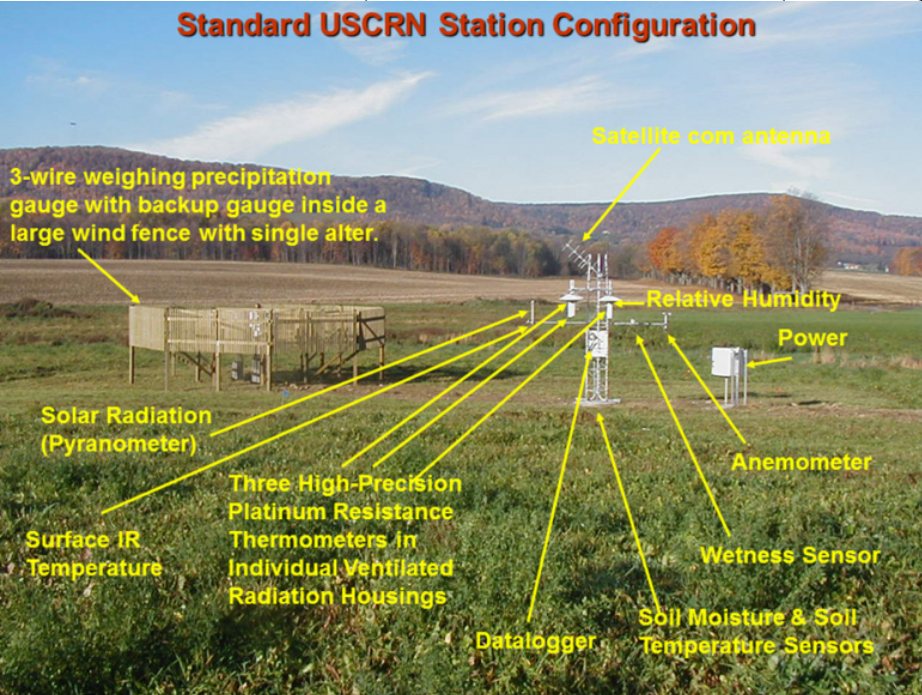 Standard USCRN Station Configuration
Satellite com antenna
3-wire weighing precipitation
gauge with backup gauge inside a
large wind fence with single alter.
Relative Humidity
Power
Solar Radiation
(Pyranometer)
Anemometer
Three High-Precision
Platinum Resistance
Thermometers in
Individual Ventilated
Radiation Housings
Surface IR
Temperature
Wetness Sensor
Datalogger
Soil Moisture & Soil
Temperature Sensors